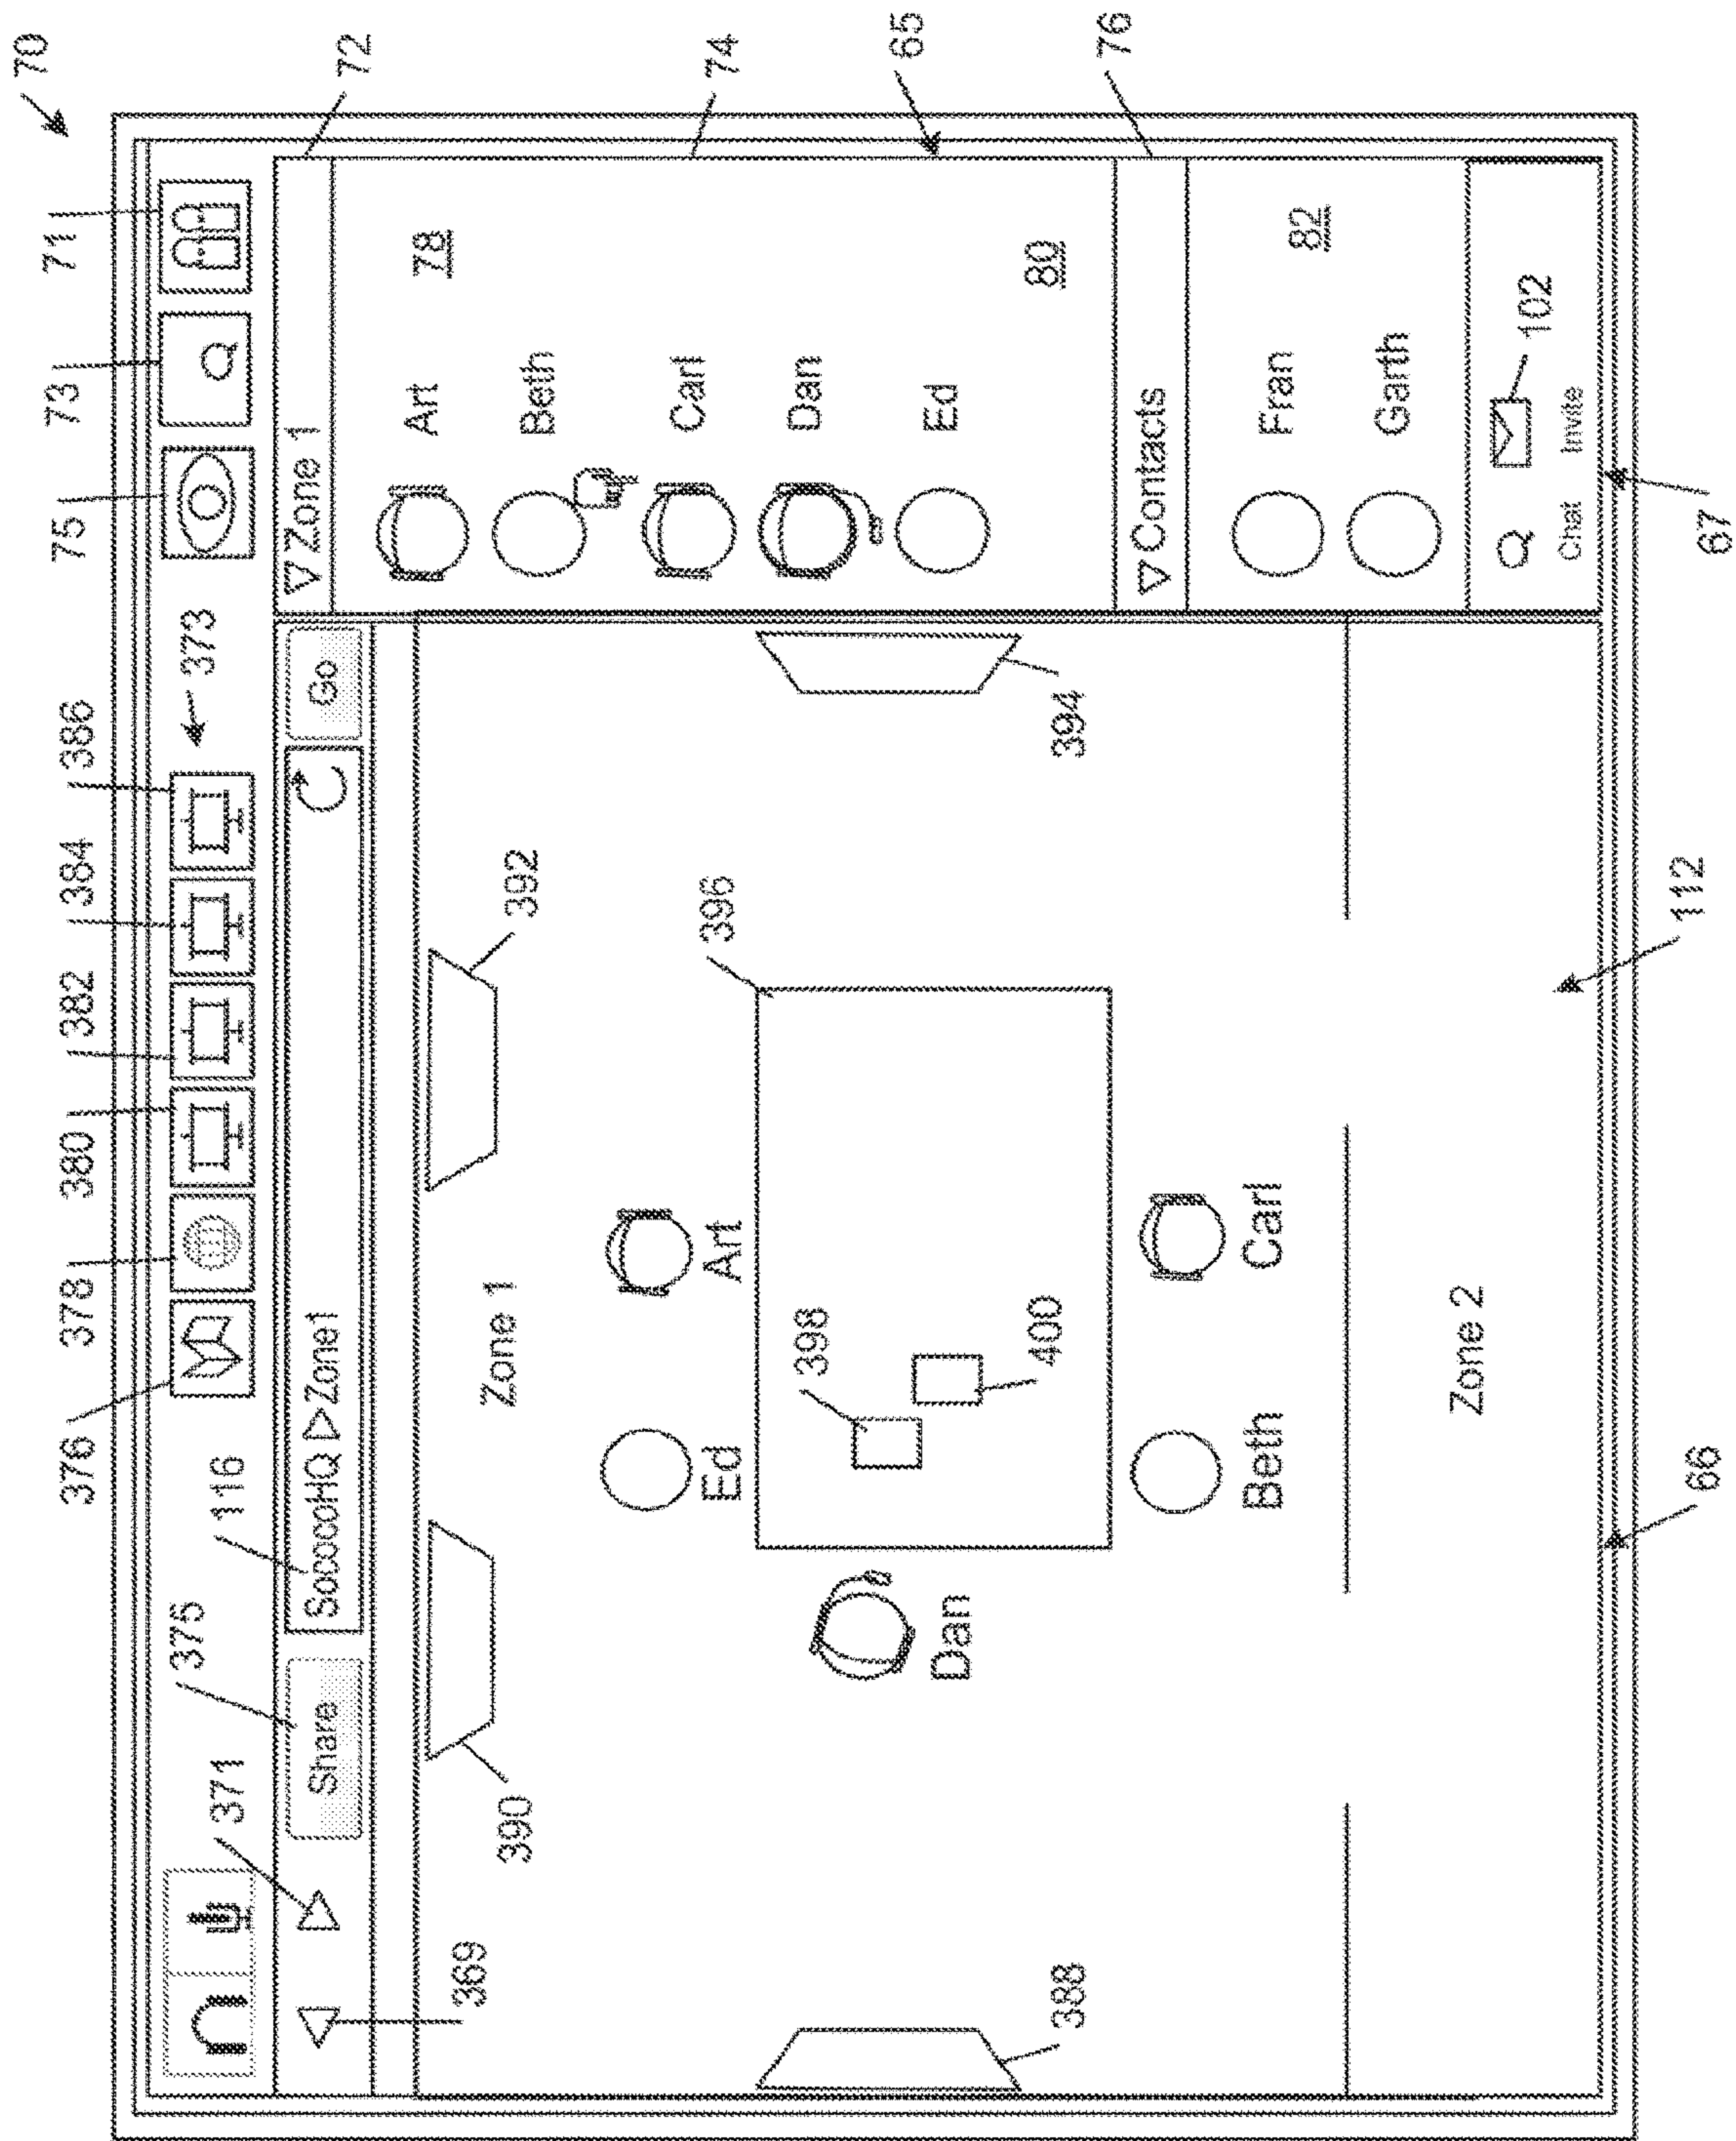 70
376 378 380 382 384 386
75 73 71
371 375 116
373
72
369
Share
SococoHQ ▷Zone1
Go
▽ Zone 1
390
392
Zone 1
78
74
Art
Beth
Carl
Dan
Ed
80
65
Ed
Art
396
398
400
Dan
388
394
Beth
Carl
▽ Contacts
76
82
Fran
Garth
Zone 2
102
Chat
Invite
66
112
67